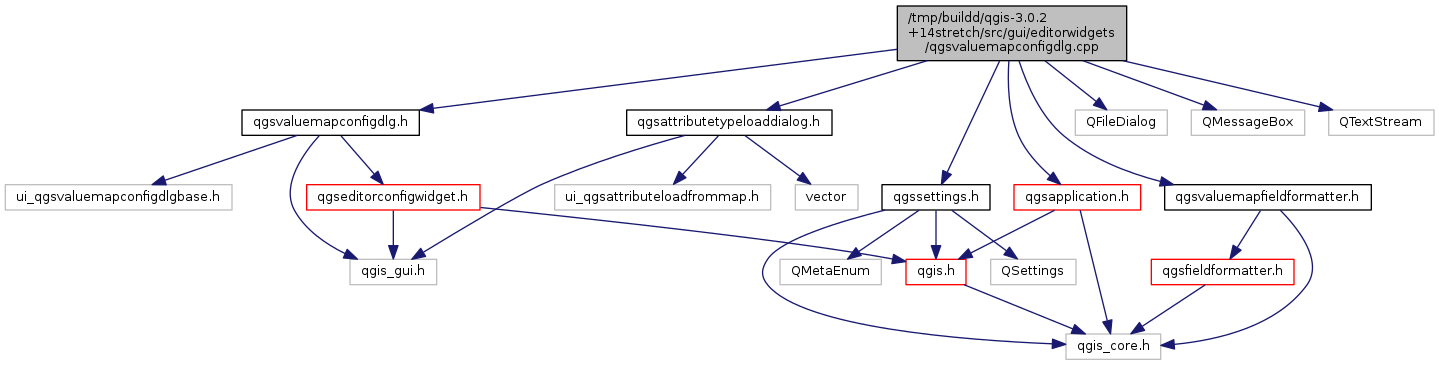 /tmp/buildd/qgis-3.0.2
+14stretch/src/gui/editorwidgets
/qgsvaluemapconfigdlg.cpp
qgsvaluemapconfigdlg.h
qgsattributetypeloaddialog.h
QFileDialog
QMessageBox
QTextStream
ui_qgsvaluemapconfigdlgbase.h
qgseditorconfigwidget.h
ui_qgsattributeloadfrommap.h
vector
qgssettings.h
qgsapplication.h
qgsvaluemapfieldformatter.h
qgis_gui.h
QMetaEnum
qgis.h
QSettings
qgsfieldformatter.h
qgis_core.h